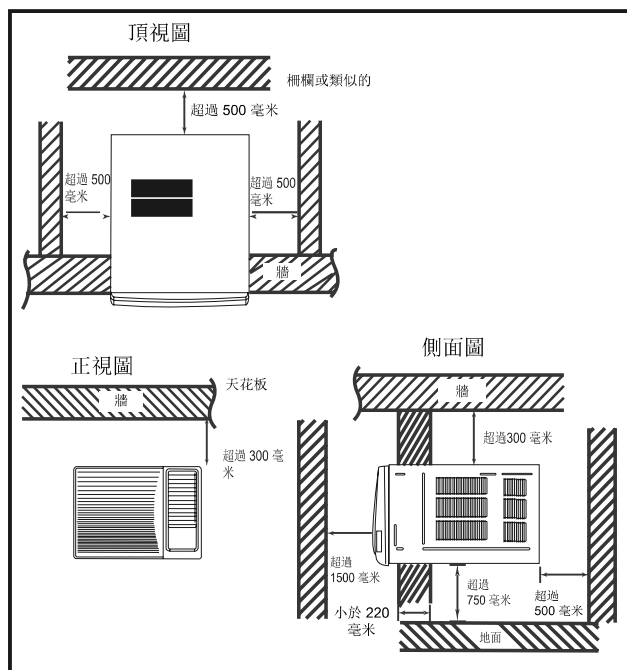 頂視圖
柵欄或類似的
超過 500 毫米
超過 500
毫米
超過 500
毫米
牆
正視圖
側面圖
天花板
牆
牆
超過 300 毫
米
超過300 毫米
超過
1500 毫米
超過
750 毫米
超過
500 毫米
小於 220
毫米
地面